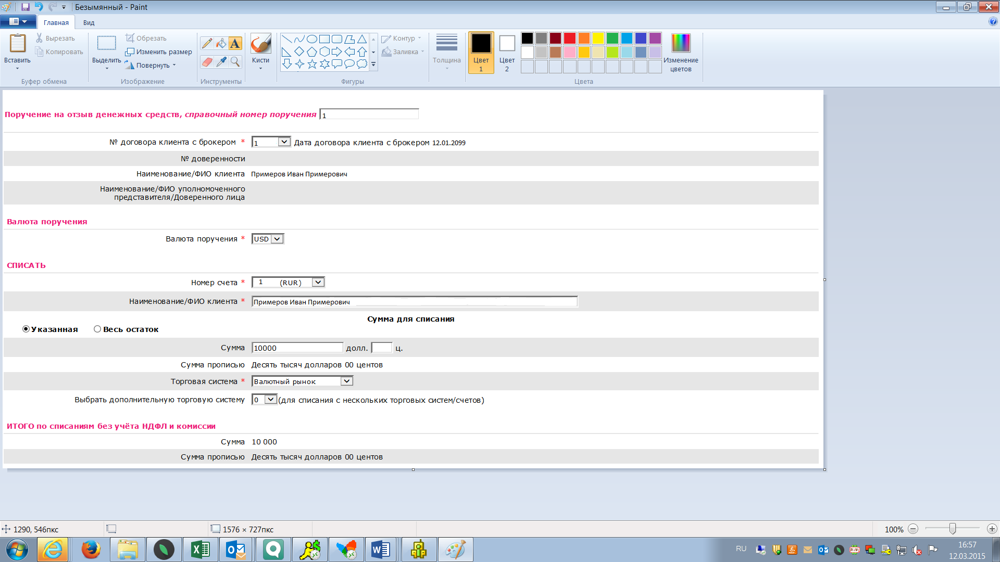 Безымянный - Paint
Главная Вид
Вставить
Вырезать
Копировать
Буфер обмена
Выделить
Обрезать
Изменить размер
Повернуть
Изображение
A
Инструменты
Кисти
Контур
Заливка
Фигуры
Толщина
Цвет 1
Цвет 2
Изменение цветов
Цвета
Поручение на отзыв денежных средств, справочный номер поручения 1
№ договора клиента с брокером * 1 Дата договора клиента с брокером 12.01.2099
№ доверенности
Наименование/ФИО клиента Примеров Иван Примерович
Наименование/ФИО уполномоченного
представителя/Доверенного лица
Валюта поручения
Валюта поручения * USD
СПИСАТЬ
Номер счета * 1 (RUR)
Наименование/ФИО клиента * Примеров Иван Примерович
Сумма для списания
Указанная Весь остаток
Сумма 10000 долл. ц.
Сумма прописью Десять тысяч долларов 00 центов
Торговая система * Валютный рынок
Выбрать дополнительную торговую систему 0 (для списания с нескольких торговых систем/счетов)
ИТОГО по списаниям без учёта НДФЛ и комиссии
Сумма 10 000
Сумма прописью Десять тысяч долларов 00 центов
1290, 546пкс 1576 × 727пкс 100%
RU 16:57
12.03.2015